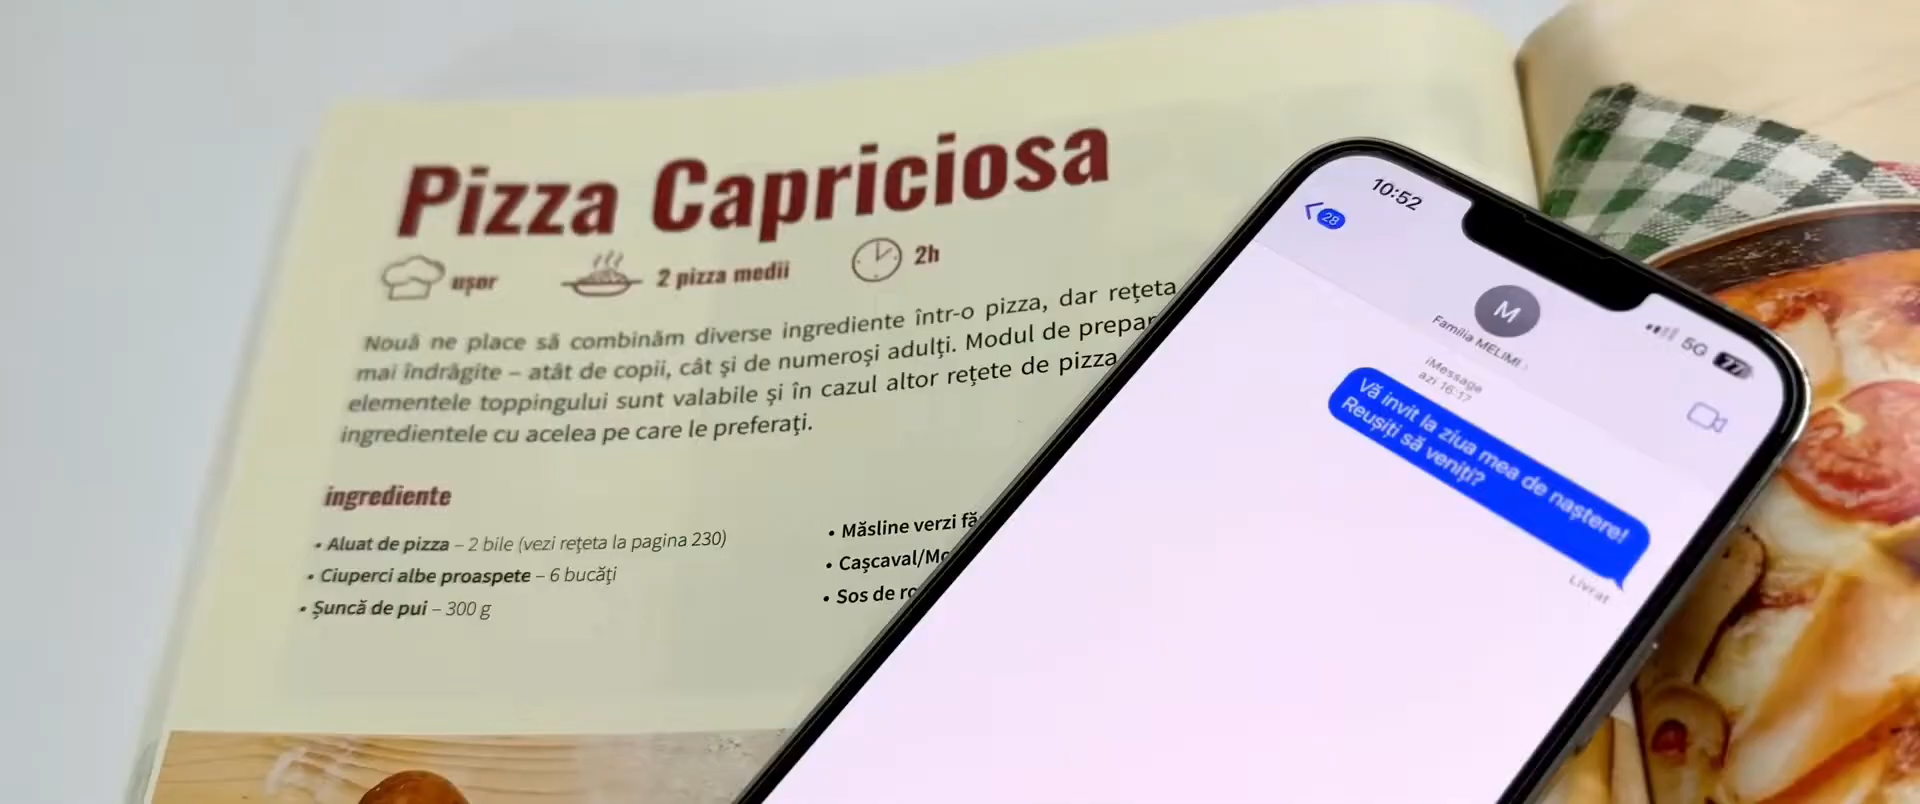 Pizza Capriciosa
ușor
2 pizza medii
2h
Nouă ne place să combinăm diverse ingrediente într-o pizza, dar rețeta
mai îndrăgite – atât de copii, cât și de numeroși adulți. Modul de prepar
elementele toppingului sunt valabile și în cazul altor rețete de pizza
ingredientele cu acelea pe care le preferați.
ingrediente
• Aluat de pizza – 2 bile (vezi rețeta la pagina 230)
• Ciuperci albe proaspete – 6 bucăți
• Șuncă de pui – 300 g
• Măsline verzi fă
• Cașcaval/Mo
• Sos de ro
10:52
28
5G
77
M
Familia MELIMI
iMessage
azi 16:17
Vă invit la ziua mea de naștere!
Reușiți să veniți?
Livrat